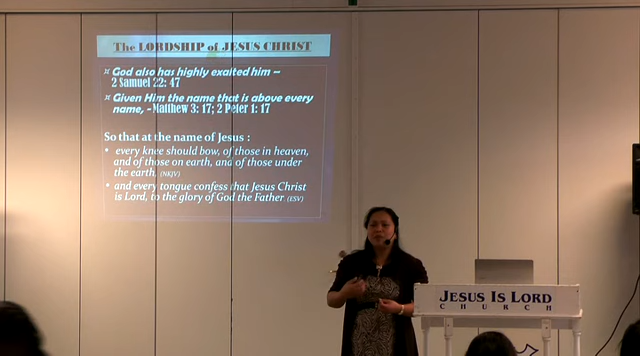 The LORDSHIP of JESUS CHRIST
¤ God also has highly exalted him –
2 Samuel 22: 47
¤ Given Him the name that is above every
name, -Matthew 3: 17; 2 Peter 1: 17
So that at the name of Jesus :
• every knee should bow, of those in heaven,
and of those on earth, and of those under
the earth, (NKJV)
• and every tongue confess that Jesus Christ
is Lord, to the glory of God the Father. (ESV)
JESUS IS LORD
CHURCH